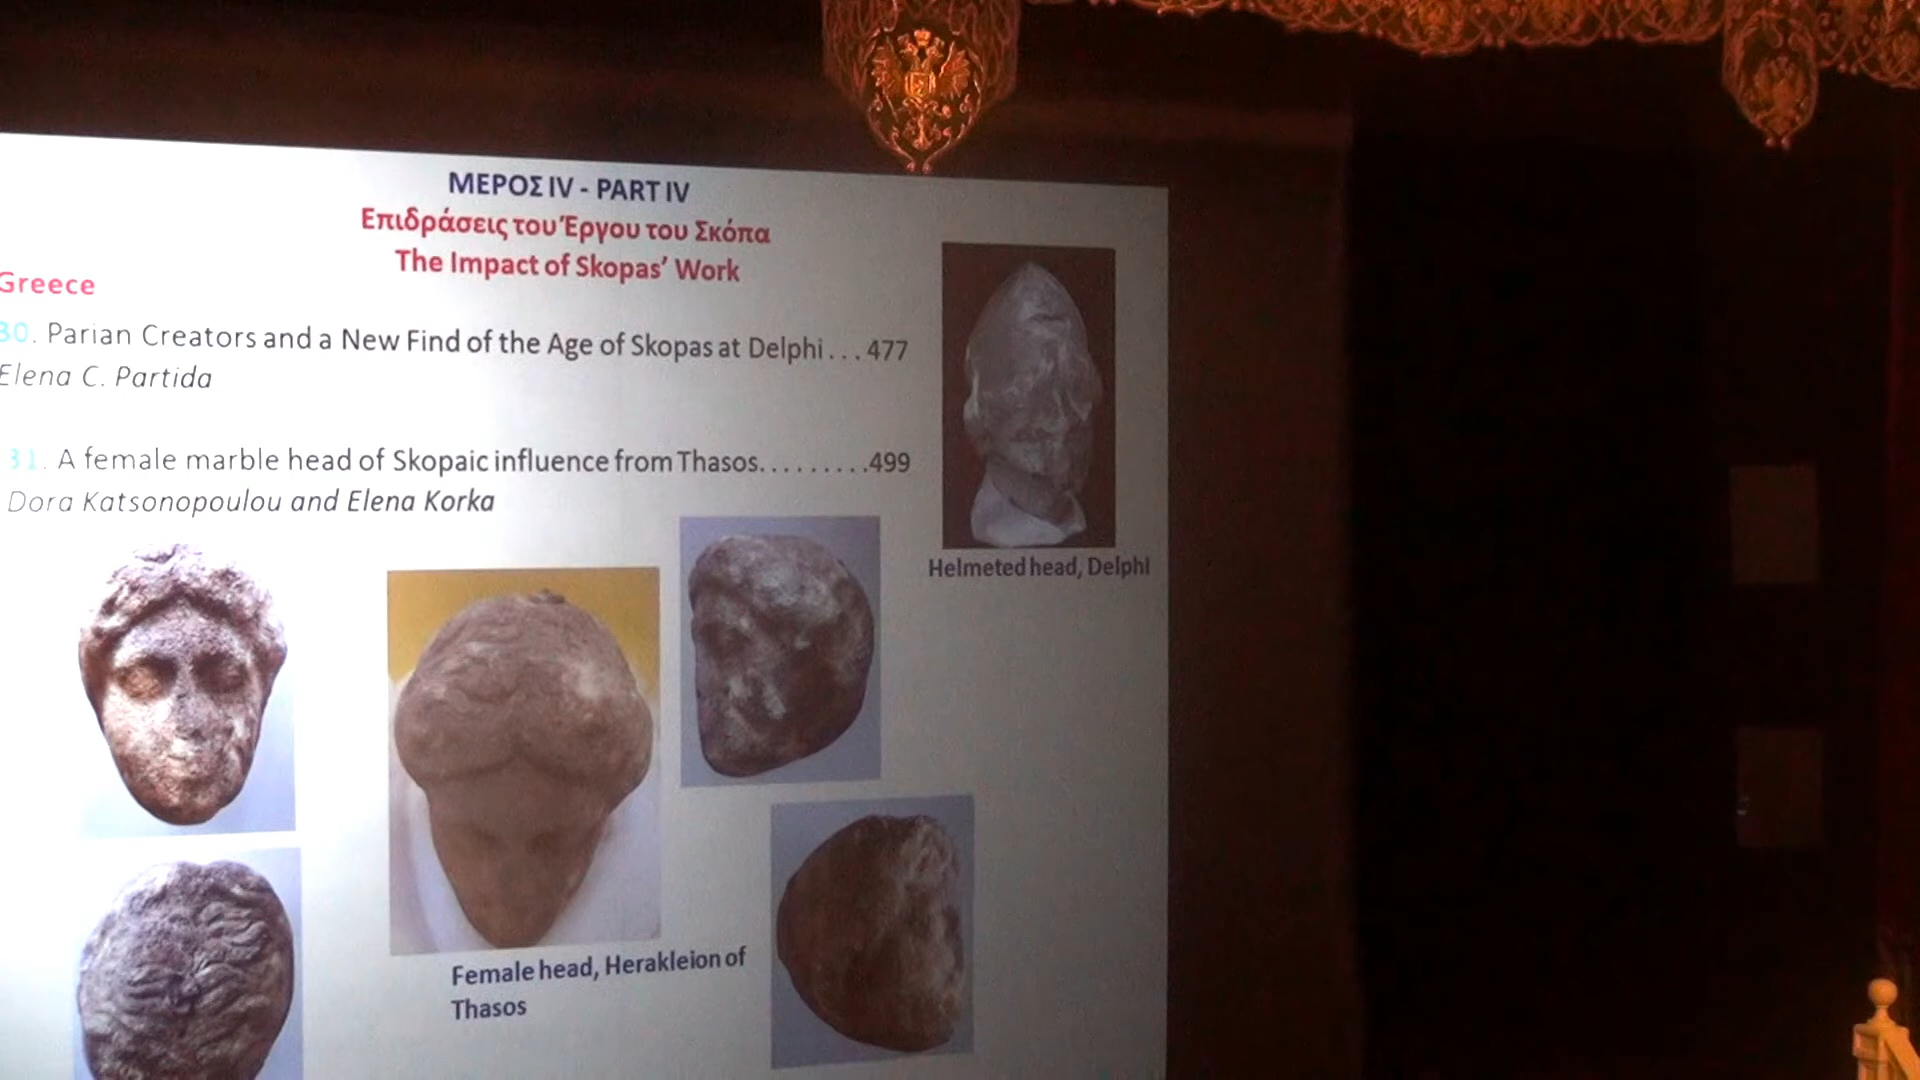 ΜΕΡΟΣ IV - PART IV
Επιδράσεις του Έργου του Σκόπα
The Impact of Skopas’ Work
Greece
30. Parian Creators and a New Find of the Age of Skopas at Delphi...477
Elena C. Partida
31. A female marble head of Skopaic influence from Thasos.........499
Dora Katsonopoulou and Elena Korka
Helmeted head, Delphi
Female head, Herakleion of
Thasos